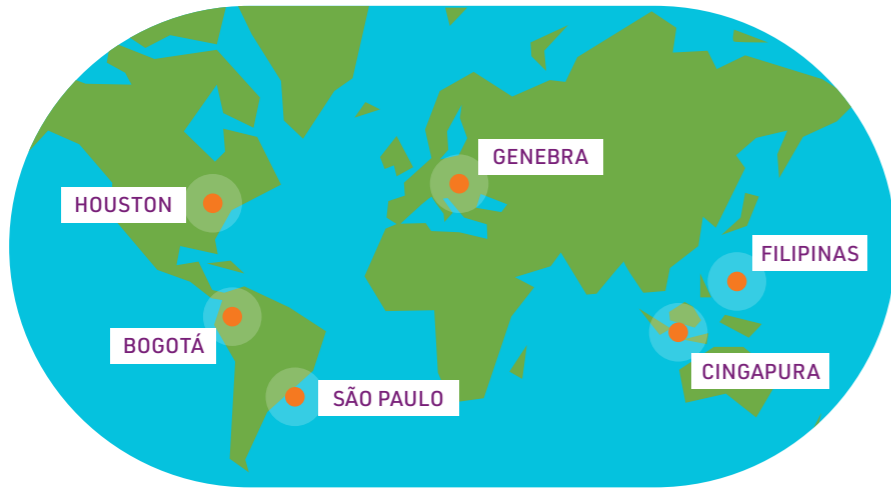 GENEBRA
HOUSTON
FILIPINAS
BOGOTÁ
CINGAPURA
SÃO PAULO